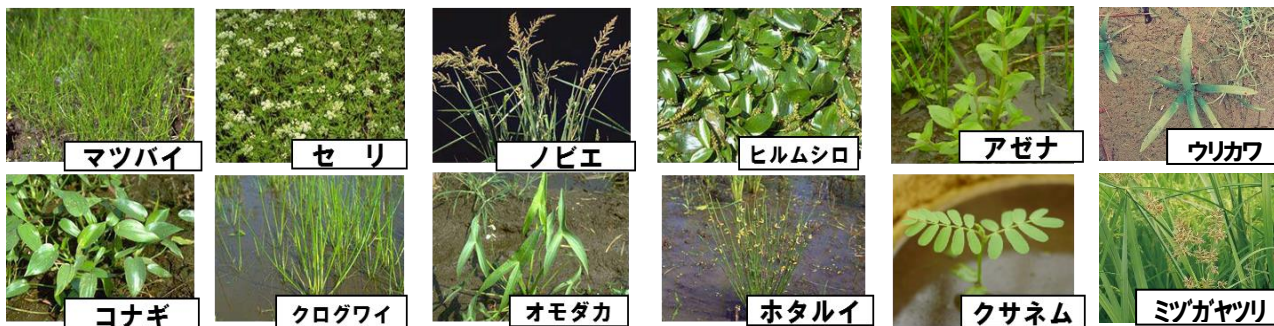 マツバイ
セ リ
ノビエ
ヒルムシロ
アゼナ
ウリカワ
コナギ
クログワイ
オモダカ
ホタルイ
クサネム
ミヅガヤツリ